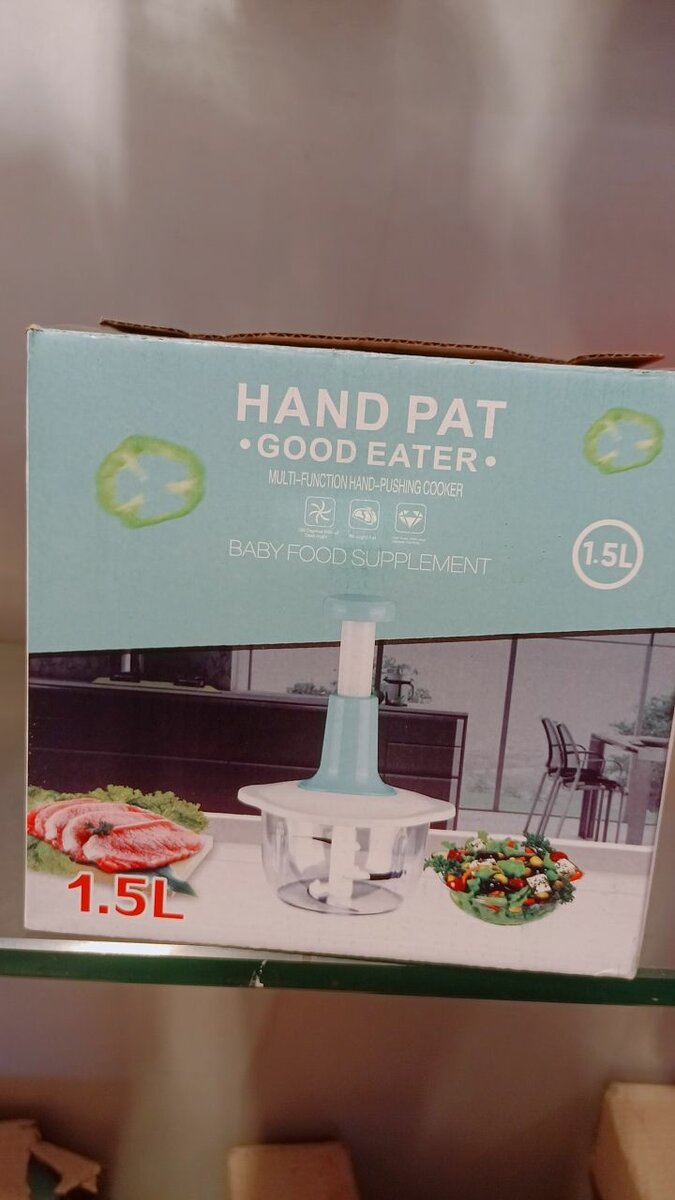 HAND PAT
•GOOD EATER•
MULTI-FUNCTION HAND-PUSHING COOKER
BABY FOOD SUPPLEMENT
1.5L
1.5L